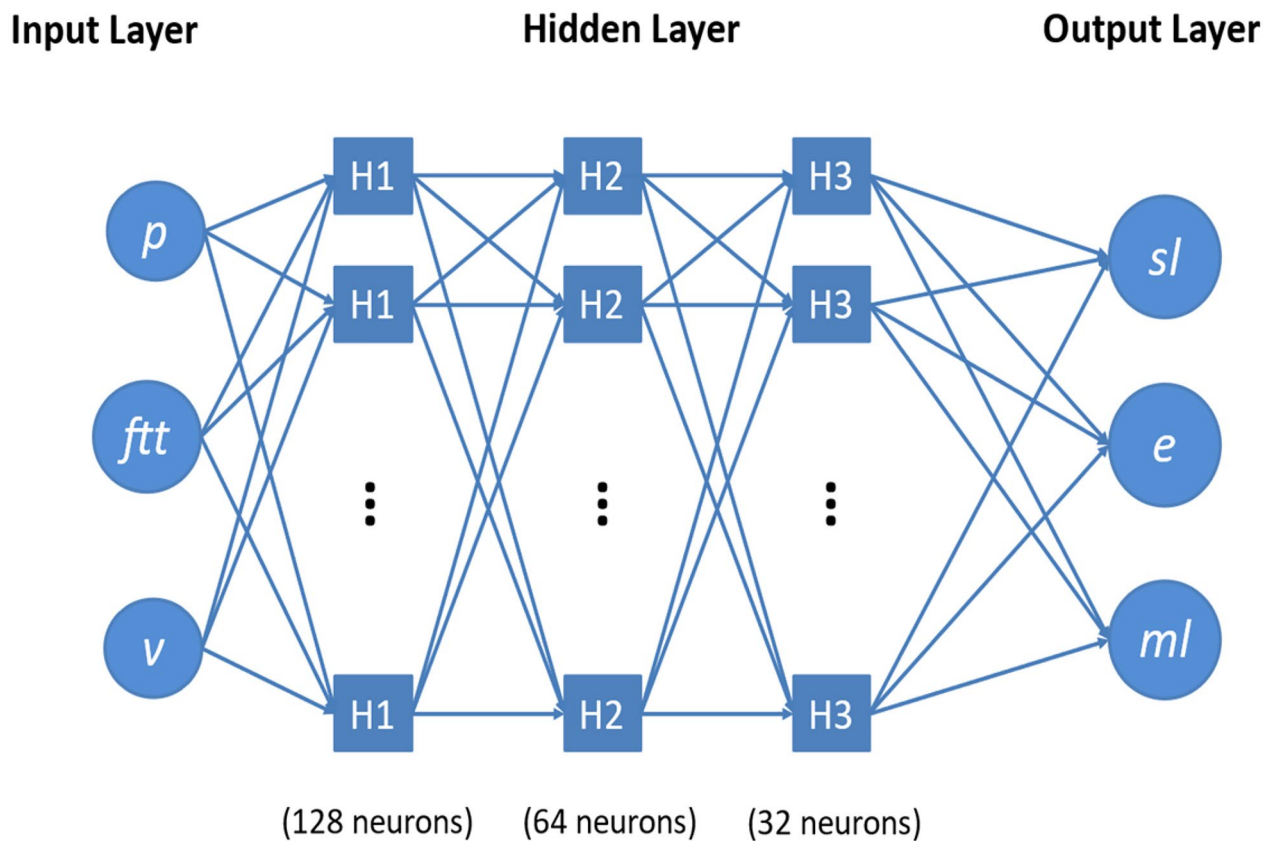 Input Layer
Hidden Layer
Output Layer
H1
H2
H3
p
sl
H1
H2
H3
ftt
e
v
ml
H1
H2
H3
(128 neurons)
(64 neurons)
(32 neurons)